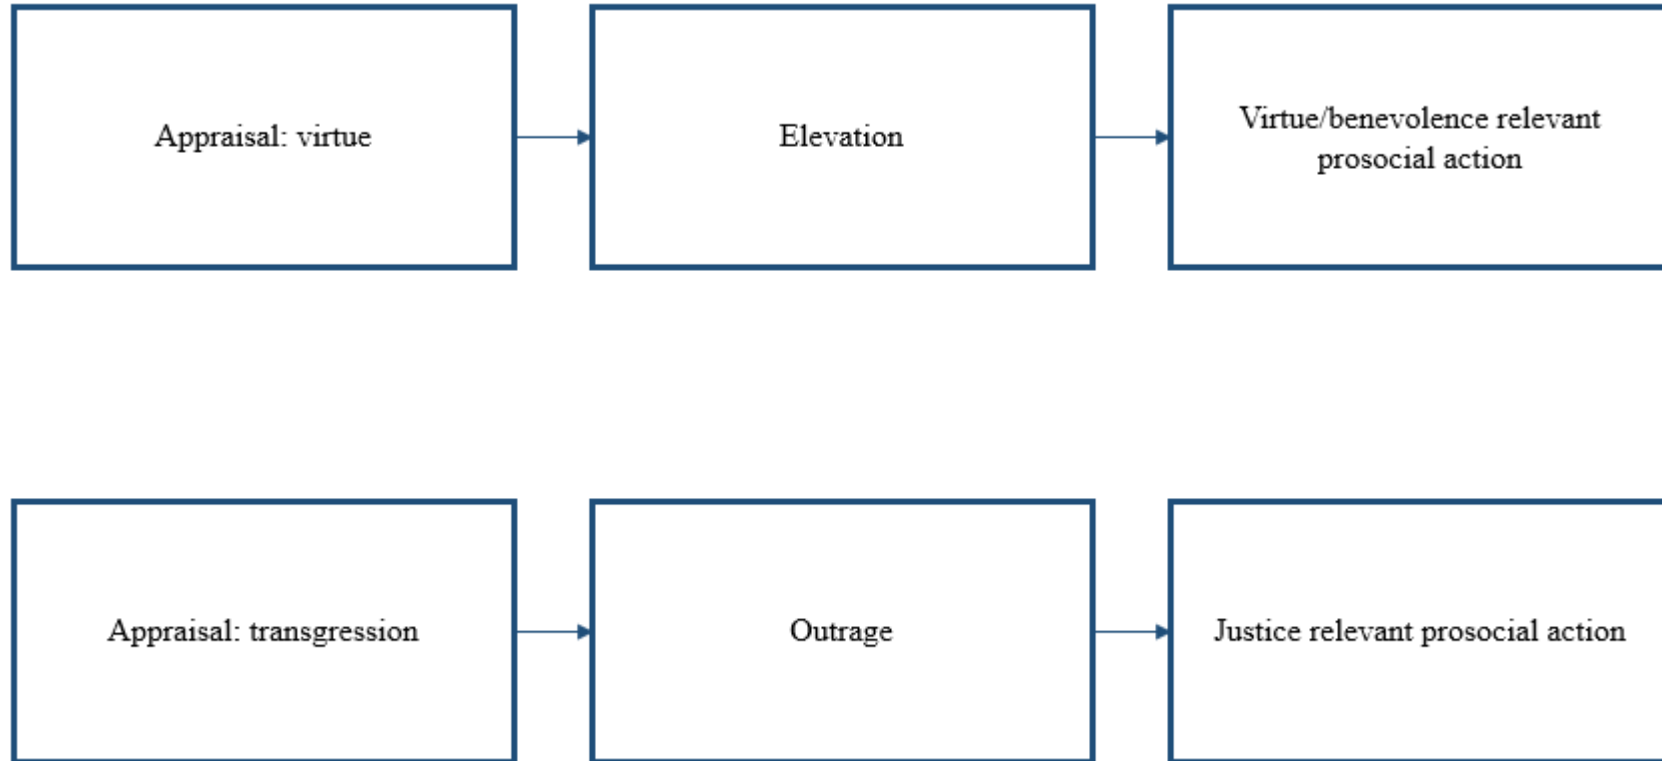 Appraisal: virtue
Elevation
Virtue/benevolence relevant
prosocial action
Appraisal: transgression
Outrage
Justice relevant prosocial action